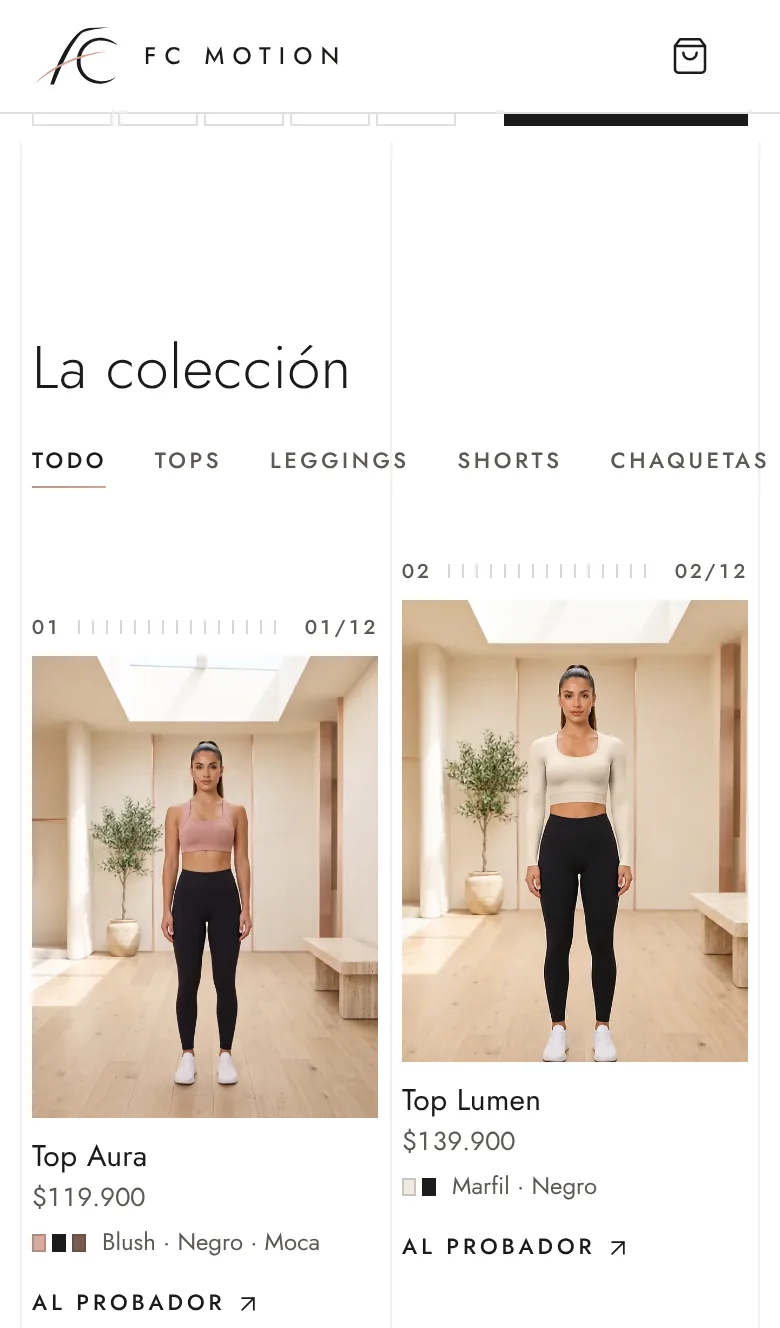 FC MOTION
La colección
TODO TOPS LEGGINGS SHORTS CHAQUETAS
01 01/12
Top Aura
$119.900
Blush · Negro · Moca
AL PROBADOR
02 02/12
Top Lumen
$139.900
Marfil · Negro
AL PROBADOR